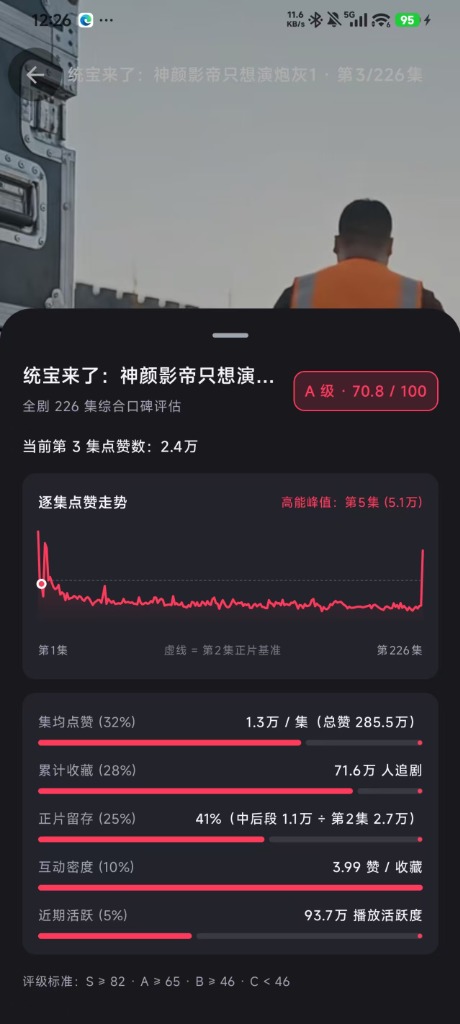 12:26
11.6
KB/s
5G
6
95
统宝来了：神颜影帝只想演炮灰1 · 第3/226集
统宝来了：神颜影帝只想演...
A 级 · 70.8 / 100
全剧 226 集综合口碑评估
当前第 3 集点赞数：2.4万
逐集点赞走势
高能峰值：第5集 (5.1万)
第1集
虚线 = 第2集正片基准
第226集
集均点赞 (32%)
1.3万 / 集（总赞 285.5万）
累计收藏 (28%)
71.6万 人追剧
正片留存 (25%)
41%（中后段 1.1万 ÷ 第2集 2.7万）
互动密度 (10%)
3.99 赞 / 收藏
近期活跃 (5%)
93.7万 播放活跃度
评级标准：S ≥ 82 · A ≥ 65 · B ≥ 46 · C < 46